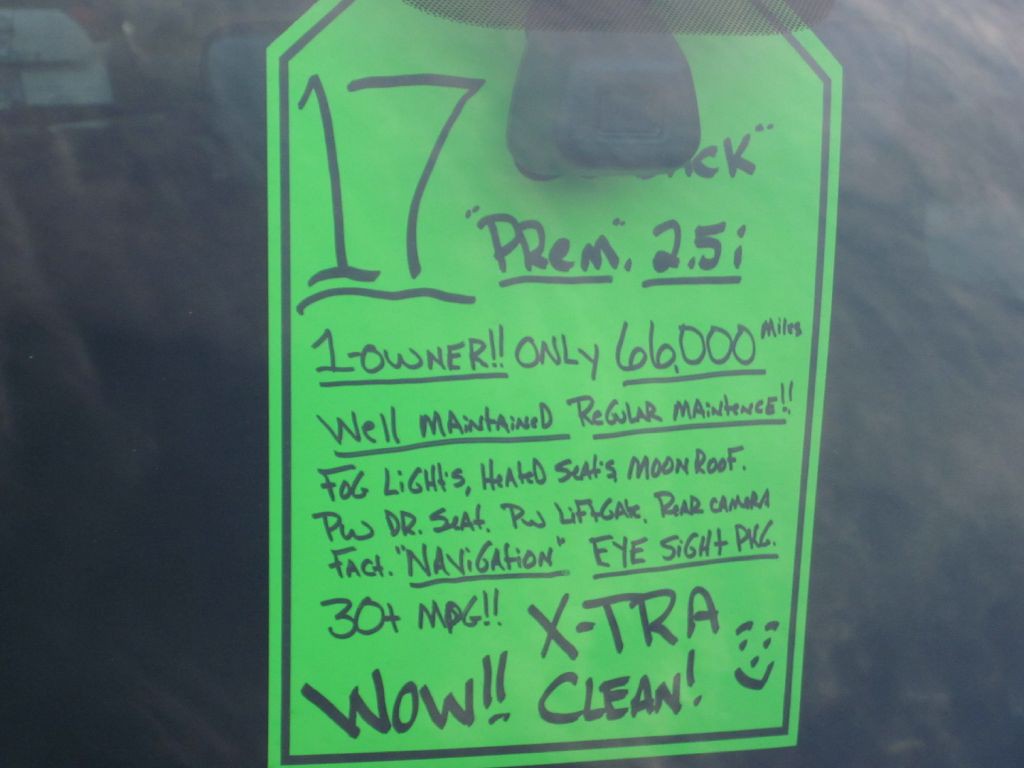 17
"PRem". 2.5i
1-OWNER!! ONLY 66,000 Miles
Well MAiNtAiNeD ReGULAR MAiNteNCE!!
FOG LiGHt's, HeAteD SeAt's, MOON ROOF.
PW DR. SeAt. PW LiFtGAte. ReAR CAMeRA
FACt. "NAViGAtiON" EYE SiGHt PKG.
30+ MPG!! X-TRA
WOW!! CLEAN!